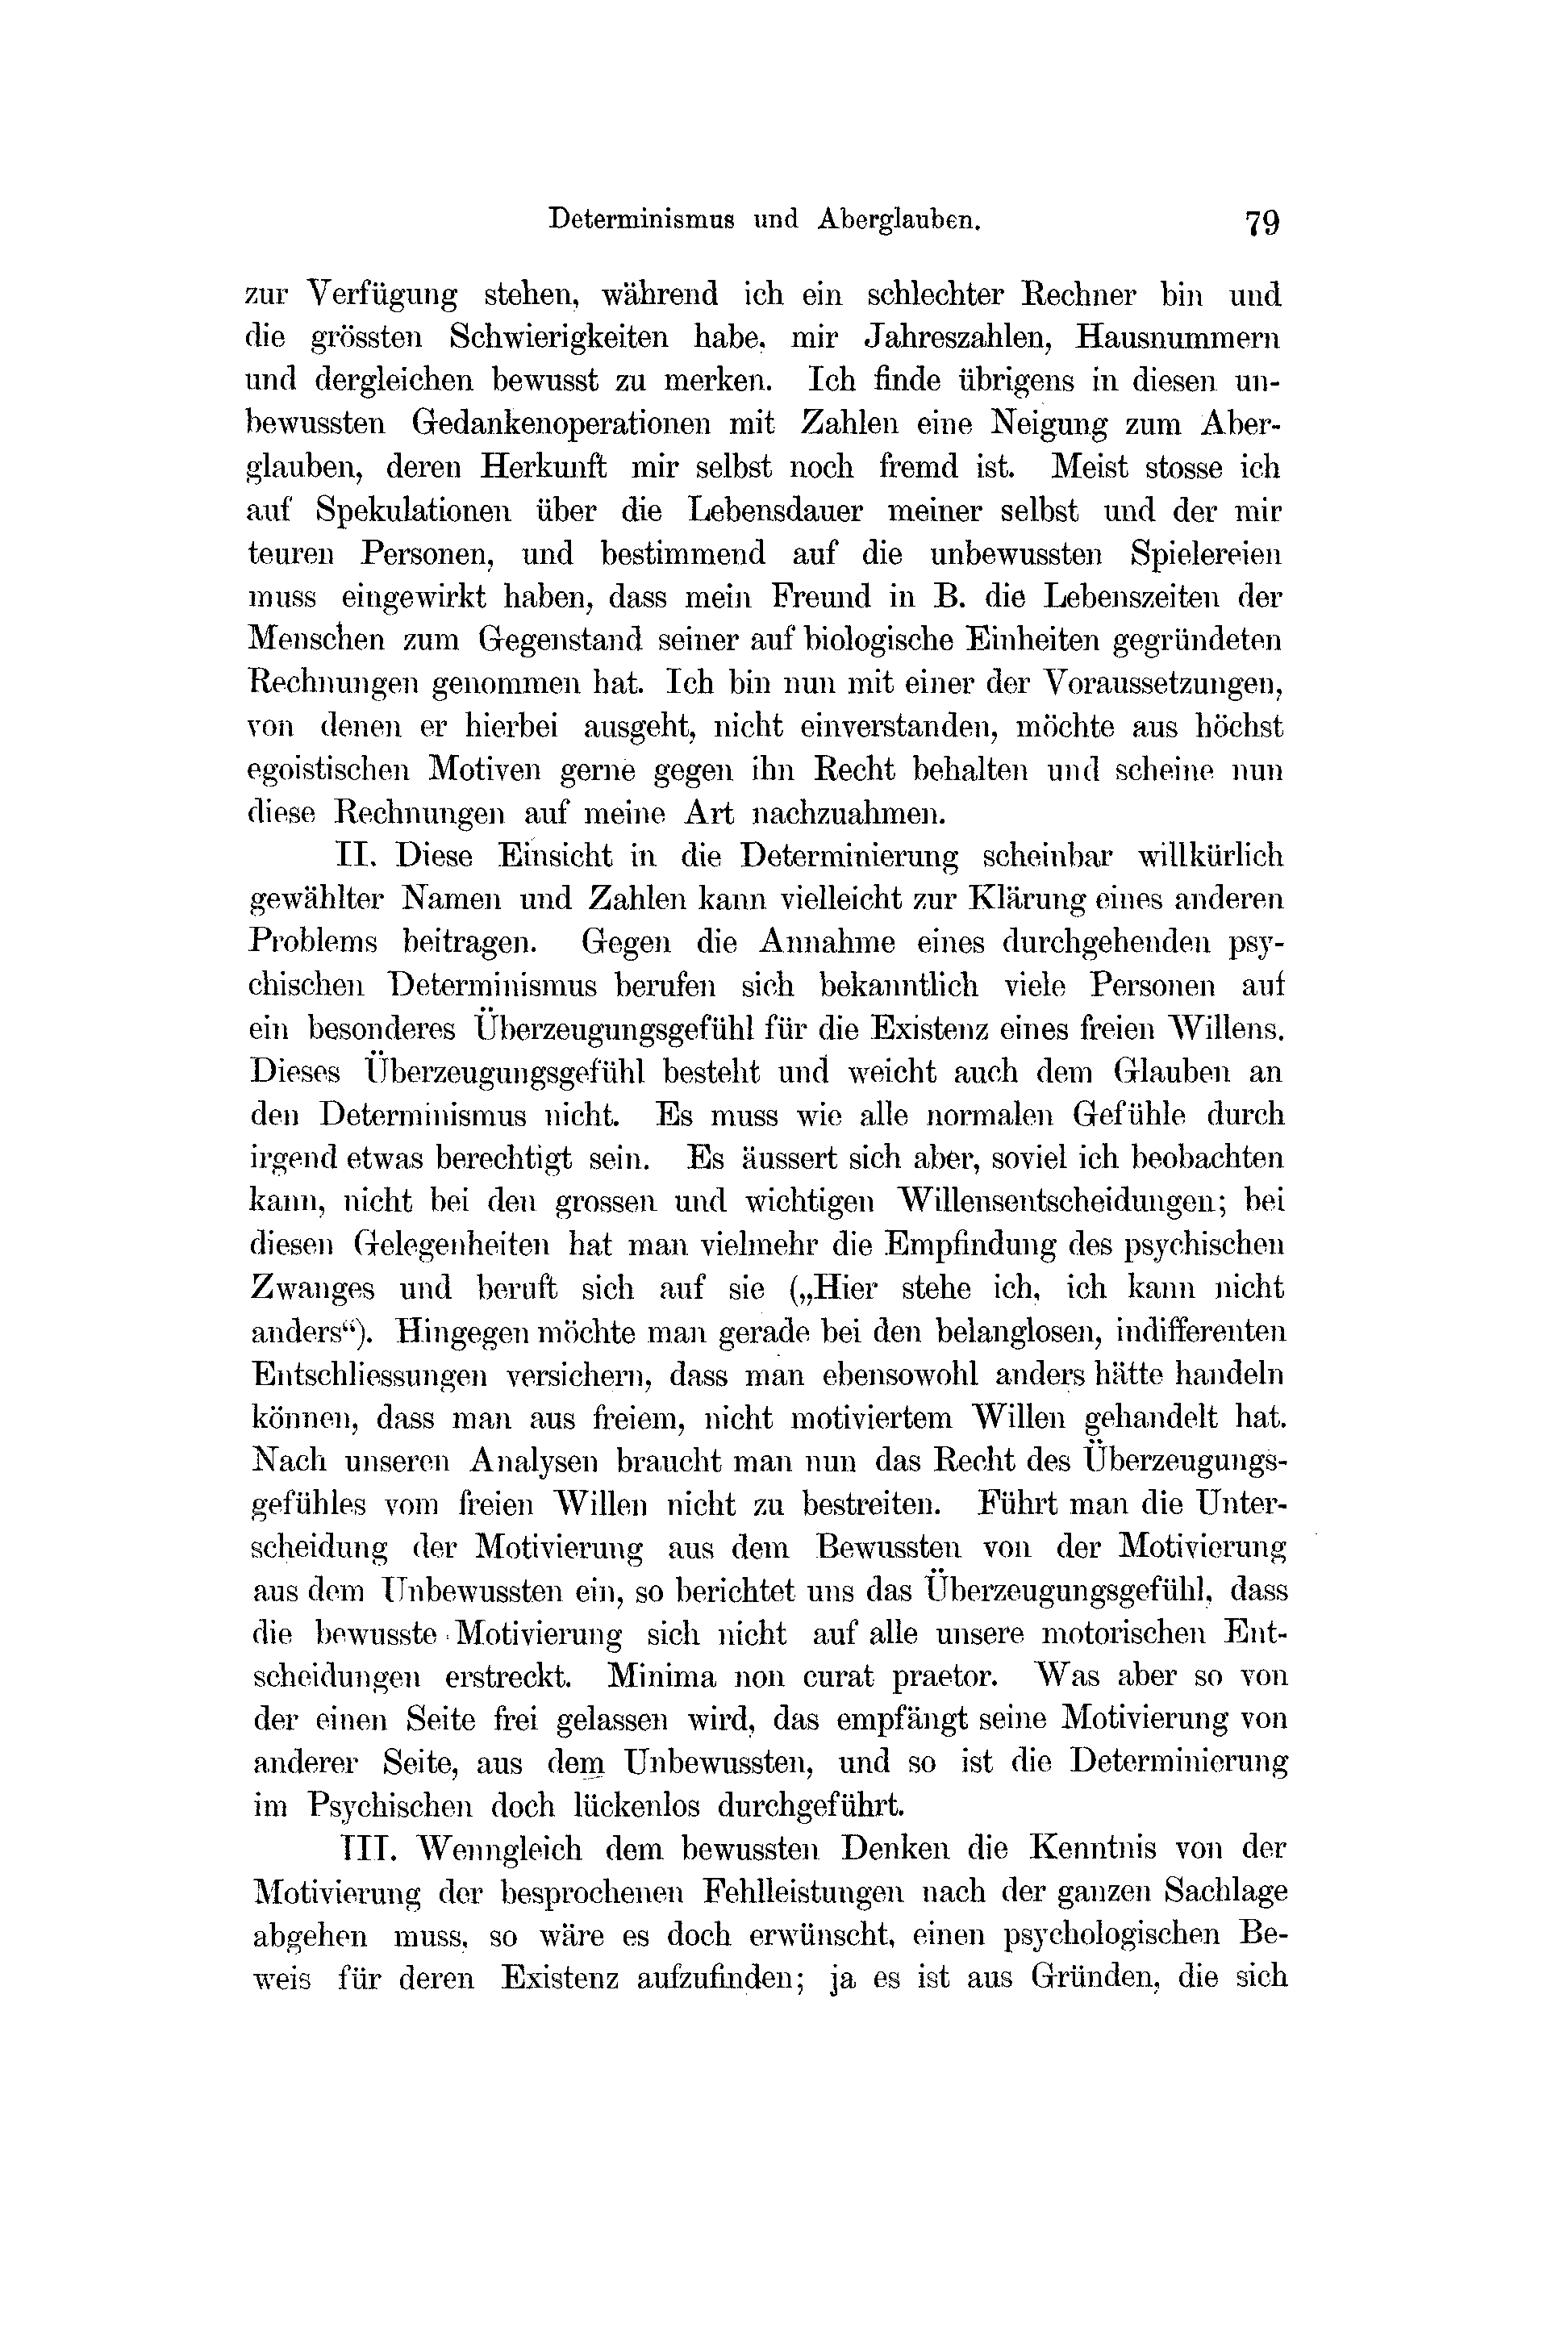 Determinismus und Aberglauben. 79
zur Verfügung stehen, während ich ein schlechter Rechner bin und
die grössten Schwierigkeiten habe, mir Jahreszahlen, Hausnummern
und dergleichen bewusst zu merken. Ich finde übrigens in diesen un-
bewussten Gedankenoperationen mit Zahlen eine Neigung zum Aber-
glauben, deren Herkunft mir selbst noch fremd ist. Meist stosse ich
auf Spekulationen über die Lebensdauer meiner selbst und der mir
teuren Personen, und bestimmend auf die unbewussten Spielereien
muss eingewirkt haben, dass mein Freund in B. die Lebenszeiten der
Menschen zum Gegenstand seiner auf biologische Einheiten gegründeten
Rechnungen genommen hat. Ich bin nun mit einer der Voraussetzungen,
von denen er hierbei ausgeht, nicht einverstanden, möchte aus höchst
egoistischen Motiven gerne gegen ihn Recht behalten und scheine nun
diese Rechnungen auf meine Art nachzuahmen.
II. Diese Einsicht in die Determinierung scheinbar willkürlich
gewählter Namen und Zahlen kann vielleicht zur Klärung eines anderen
Problems beitragen. Gegen die Annahme eines durchgehenden psy-
chischen Determinismus berufen sich bekanntlich viele Personen auf
ein besonderes Überzeugungsgefühl für die Existenz eines freien Willens.
Dieses Überzeugungsgefühl besteht und weicht auch dem Glauben an
den Determinismus nicht. Es muss wie alle normalen Gefühle durch
irgend etwas berechtigt sein. Es äussert sich aber, soviel ich beobachten
kann, nicht bei den grossen und wichtigen Willensentscheidungen; bei
diesen Gelegenheiten hat man vielmehr die Empfindung des psychischen
Zwanges und beruft sich auf sie („Hier stehe ich, ich kann nicht
anders“). Hingegen möchte man gerade bei den belanglosen, indifferenten
Entschliessungen versichern, dass man ebensowohl anders hätte handeln
können, dass man aus freiem, nicht motiviertem Willen gehandelt hat.
Nach unseren Analysen braucht man nun das Recht des Überzeugungs-
gefühles vom freien Willen nicht zu bestreiten. Führt man die Unter-
scheidung der Motivierung aus dem Bewussten von der Motivierung
aus dem Unbewussten ein, so berichtet uns das Überzeugungsgefühl, dass
die bewusste Motivierung sich nicht auf alle unsere motorischen Ent-
scheidungen erstreckt. Minima non curat praetor. Was aber so von
der einen Seite frei gelassen wird, das empfängt seine Motivierung von
anderer Seite, aus dem Unbewussten, und so ist die Determinierung
im Psychischen doch lückenlos durchgeführt.
III. Wenngleich dem bewussten Denken die Kenntnis von der
Motivierung der besprochenen Fehlleistungen nach der ganzen Sachlage
abgehen muss, so wäre es doch erwünscht, einen psychologischen Be-
weis für deren Existenz aufzufinden; ja es ist aus Gründen, die sich